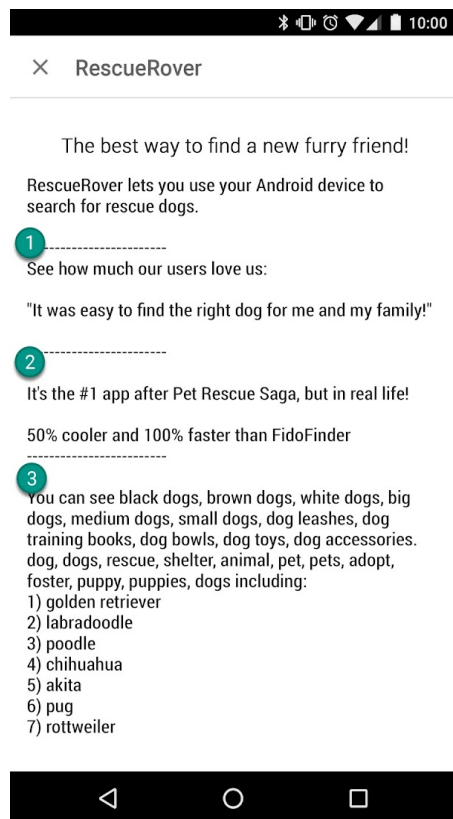 10:00
RescueRover
The best way to find a new furry friend!
RescueRover lets you use your Android device to
search for rescue dogs.
1
-----------------------
See how much our users love us:
"It was easy to find the right dog for me and my family!"
-----------------------
2
It's the #1 app after Pet Rescue Saga, but in real life!
50% cooler and 100% faster than FidoFinder
-------------------------
3
You can see black dogs, brown dogs, white dogs, big
dogs, medium dogs, small dogs, dog leashes, dog
training books, dog bowls, dog toys, dog accessories.
dog, dogs, rescue, shelter, animal, pet, pets, adopt,
foster, puppy, puppies, dogs including:
1) golden retriever
2) labradoodle
3) poodle
4) chihuahua
5) akita
6) pug
7) rottweiler